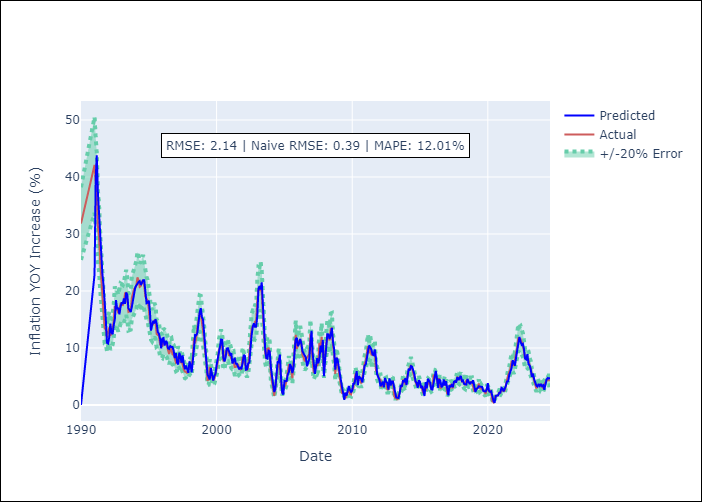 RMSE: 2.14 | Naive RMSE: 0.39 | MAPE: 12.01%
Predicted
Actual
+/-20% Error
Inflation YOY Increase (%)
50
40
30
20
10
0
1990
2000
2010
2020
Date